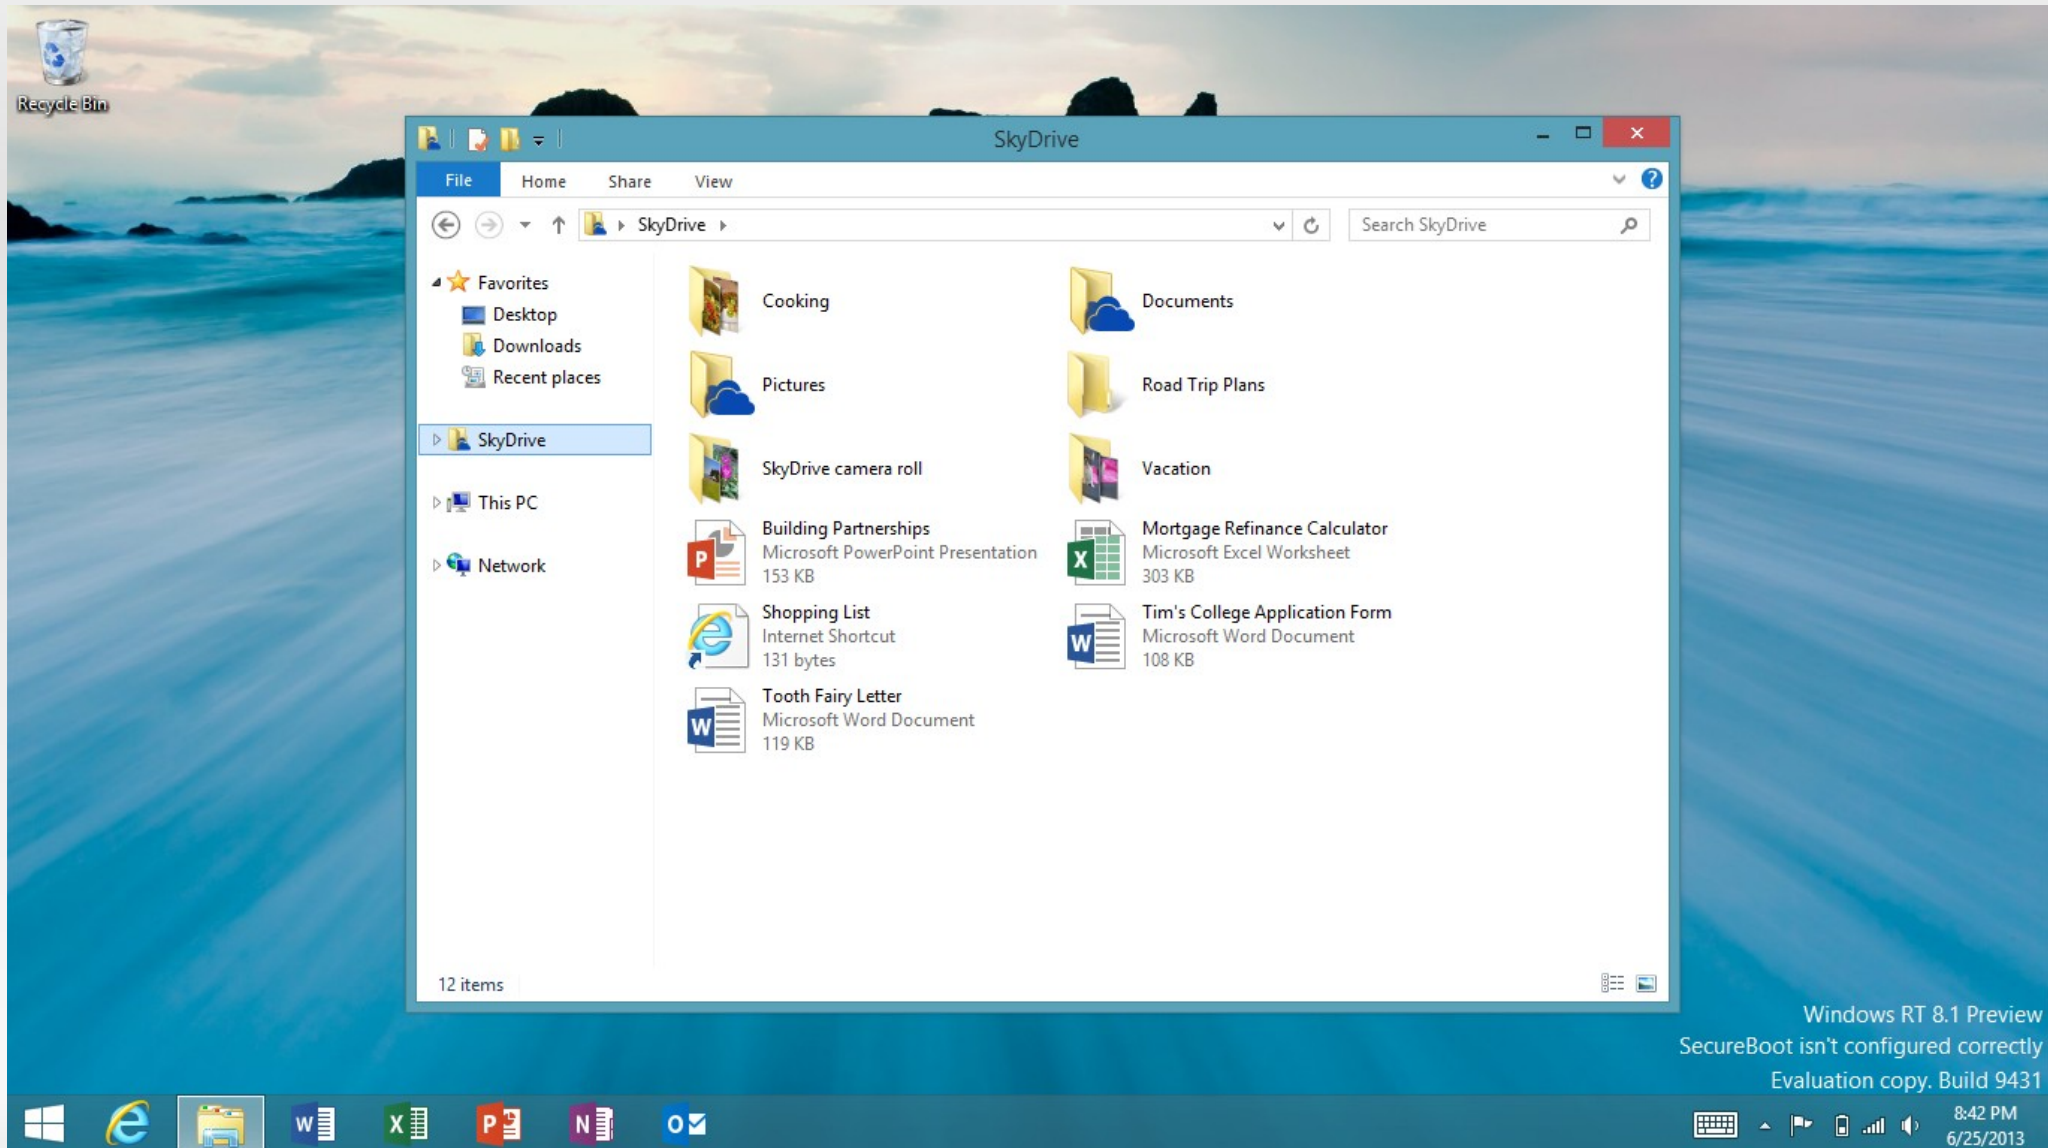 Recycle Bin
SkyDrive
File Home Share View
SkyDrive
Search SkyDrive
Favorites
Desktop
Downloads
Recent places
SkyDrive
This PC
Network
Cooking
Documents
Pictures
Road Trip Plans
SkyDrive camera roll
Vacation
Building Partnerships
Microsoft PowerPoint Presentation
153 KB
Mortgage Refinance Calculator
Microsoft Excel Worksheet
303 KB
Shopping List
Internet Shortcut
131 bytes
Tim's College Application Form
Microsoft Word Document
108 KB
Tooth Fairy Letter
Microsoft Word Document
119 KB
12 items
Windows RT 8.1 Preview
SecureBoot isn't configured correctly
Evaluation copy. Build 9431
8:42 PM
6/25/2013